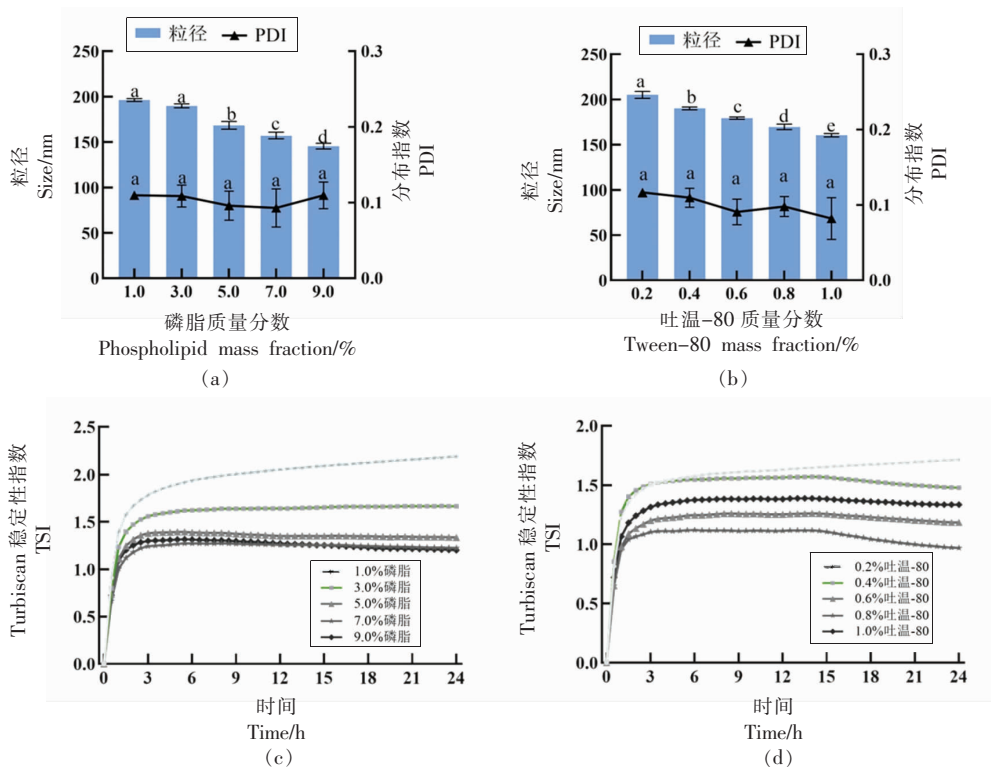 粒径 PDI
250
200
150
100
50
0
0.3
0.2
0.1
0.0
a a b c d
a a a a a
粒径
Size/nm
分布指数
PDI
1.0 3.0 5.0 7.0 9.0
磷脂质量分数
Phospholipid mass fraction/%
(a)
粒径 PDI
250
200
150
100
50
0
0.3
0.2
0.1
0.0
a b c d e
a a a a a
粒径
Size/nm
分布指数
PDI
0.2 0.4 0.6 0.8 1.0
吐温-80 质量分数
Tween-80 mass fraction/%
(b)
2.5
2.0
1.5
1.0
0.5
0.0
Turbiscan 稳定性指数
TSI
1.0%磷脂
3.0%磷脂
5.0%磷脂
7.0%磷脂
9.0%磷脂
0 3 6 9 12 15 18 21 24
时间
Time/h
(c)
2.0
1.5
1.0
0.5
0.0
Turbiscan 稳定性指数
TSI
0.2%吐温-80
0.4%吐温-80
0.6%吐温-80
0.8%吐温-80
1.0%吐温-80
0 3 6 9 12 15 18 21 24
时间
Time/h
(d)